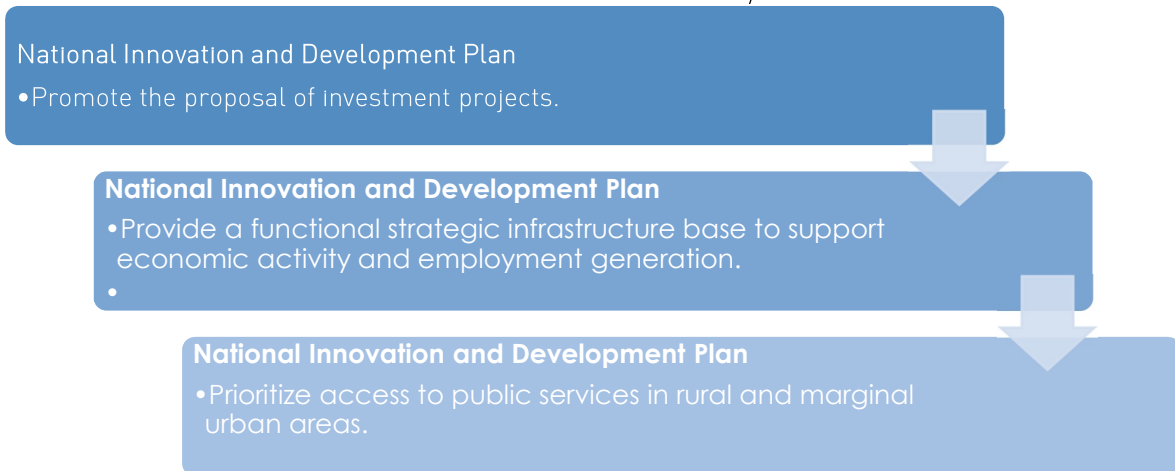 National Innovation and Development Plan
•Promote the proposal of investment projects.
National Innovation and Development Plan
•Provide a functional strategic infrastructure base to support
economic activity and employment generation.
•
National Innovation and Development Plan
•Prioritize access to public services in rural and marginal
urban areas.